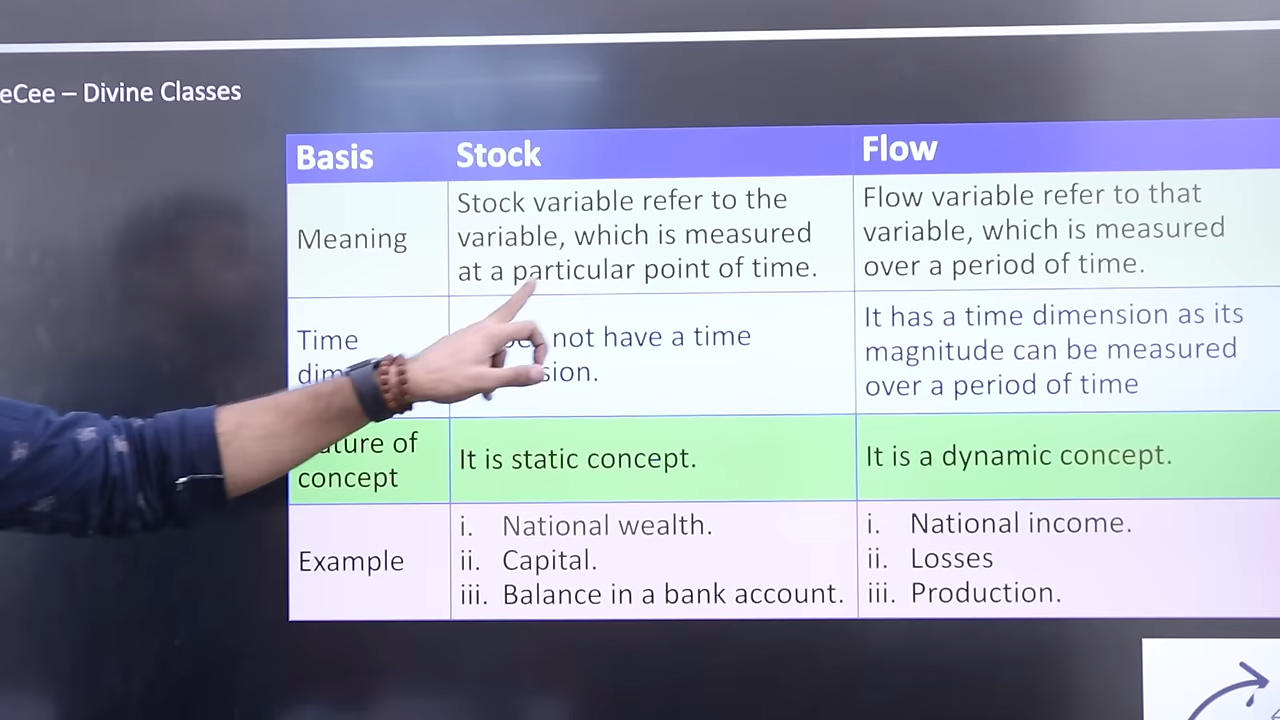 eCee – Divine Classes
Basis Stock Flow
Meaning
Stock variable refer to the
variable, which is measured
at a particular point of time.
Flow variable refer to that
variable, which is measured
over a period of time.
Time
not have a time
It has a time dimension as its
magnitude can be measured
over a period of time
of
concept
It is static concept.
It is a dynamic concept.
Example
i. National wealth.
ii. Capital.
iii. Balance in a bank account.
i. National income.
ii. Losses
iii. Production.